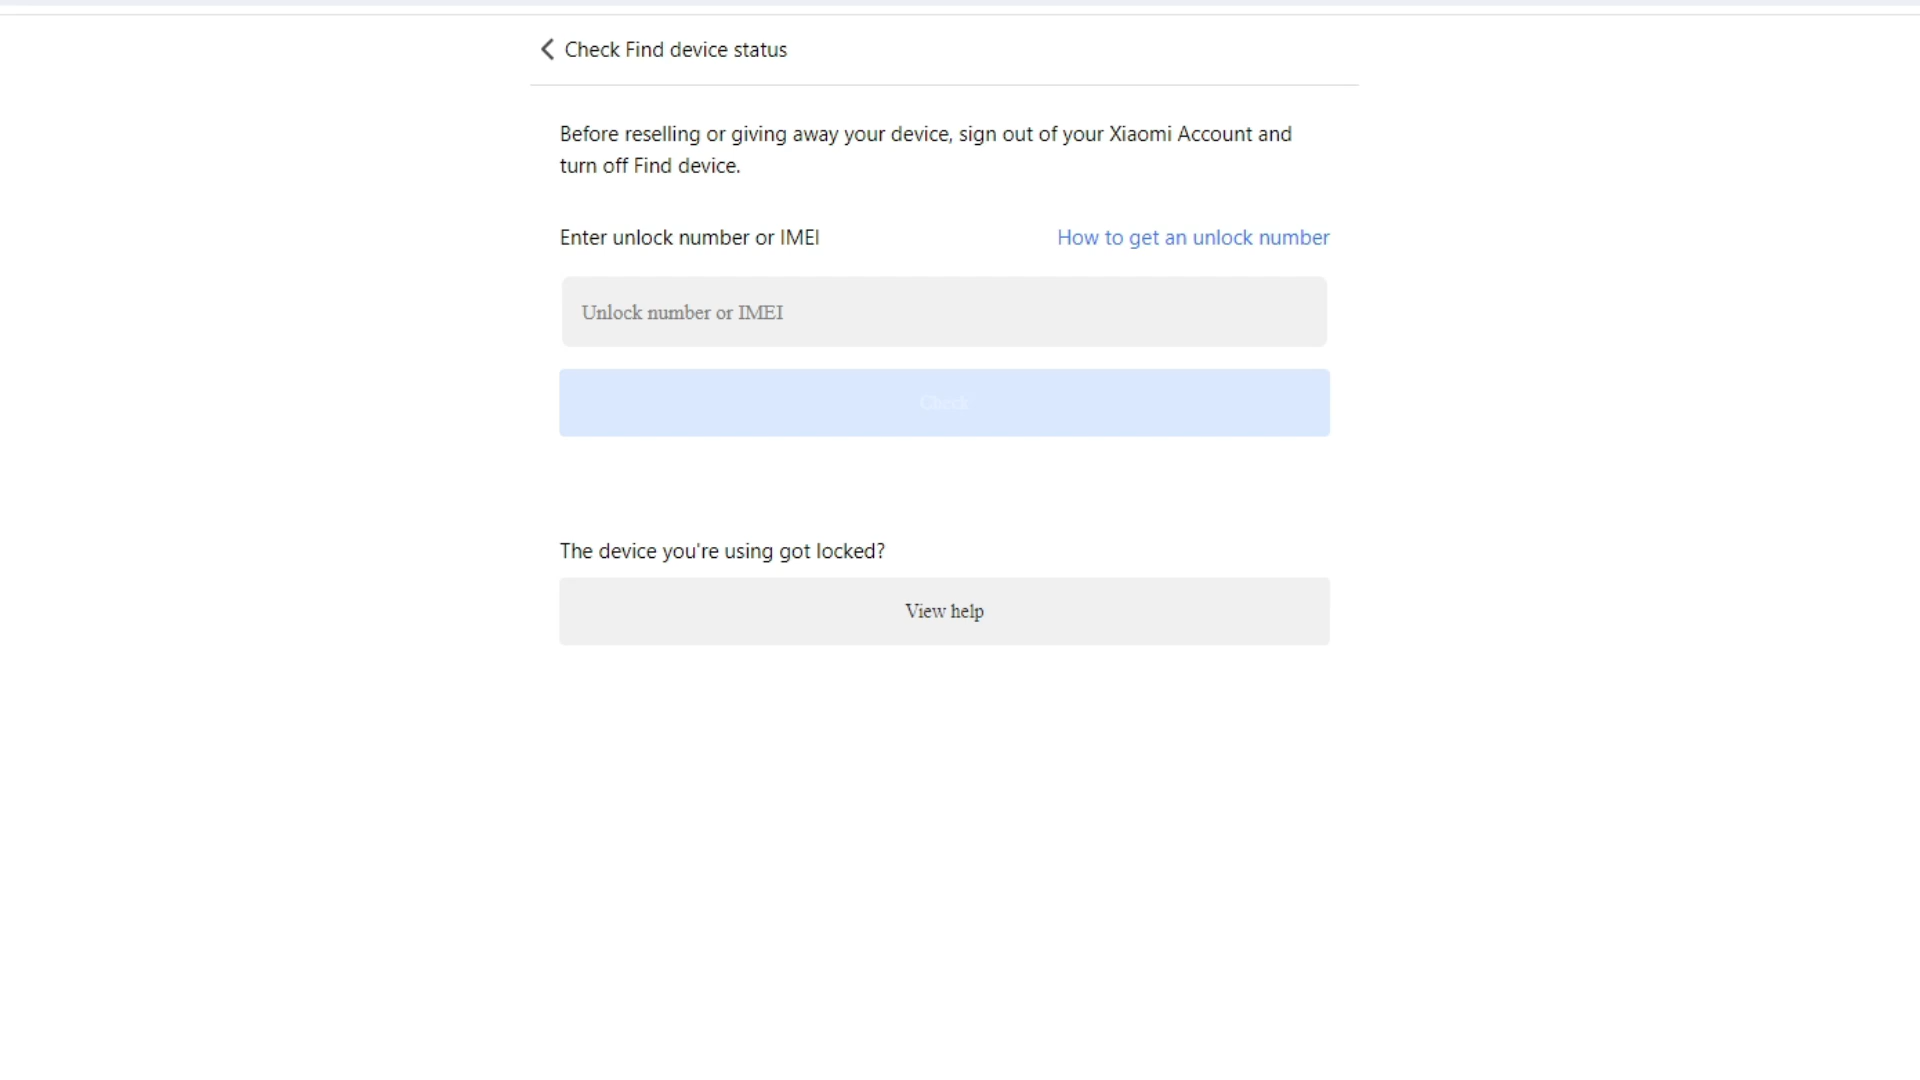 Check Find device status
Before reselling or giving away your device, sign out of your Xiaomi Account and
turn off Find device.
Enter unlock number or IMEI
How to get an unlock number
Unlock number or IMEI
Check
The device you're using got locked?
View help